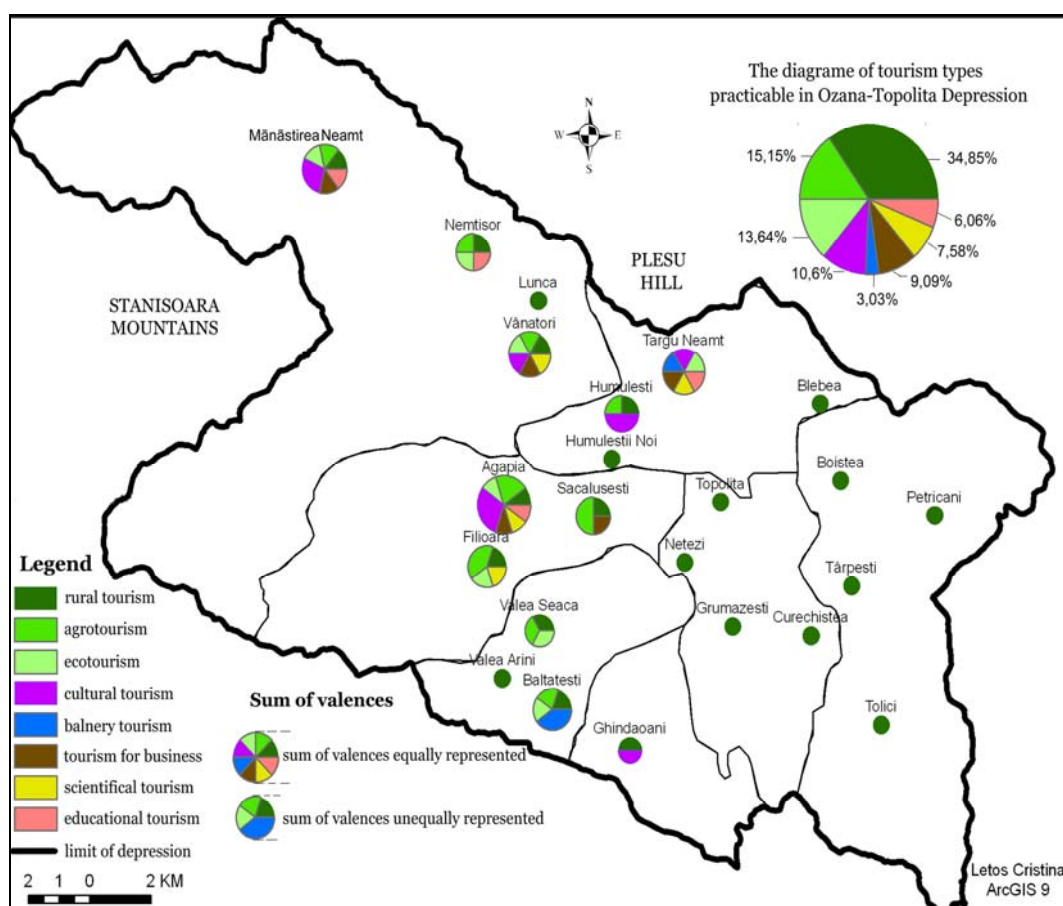 The diagrame of tourism types
practicable in Ozana-Topolita Depression
15,15%
34,85%
13,64%
6,06%
7,58%
10,6%
9,09%
3,03%
N
W
E
S
Mănăstirea Neamt
Nemtisor
PLESU
HILL
STANISOARA
MOUNTAINS
Lunca
Vânatori
Targu Neamt
Humulesti
Blebea
Humulestii Noi
Boistea
Agapia
Sacalusesti
Topolita
Petricani
Filioara
Netezi
Târpesti
Valea Seaca
Grumazesti
Curechistea
Valea Arini
Baltatesti
Ghindaoani
Tolici
Legend
rural tourism
agrotourism
ecotourism
cultural tourism
balnery tourism
tourism for business
scientifical tourism
educational tourism
limit of depression
Sum of valences
sum of valences equally represented
sum of valences unequally represented
2 1 0 2 KM
Letos Cristina
ArcGIS 9